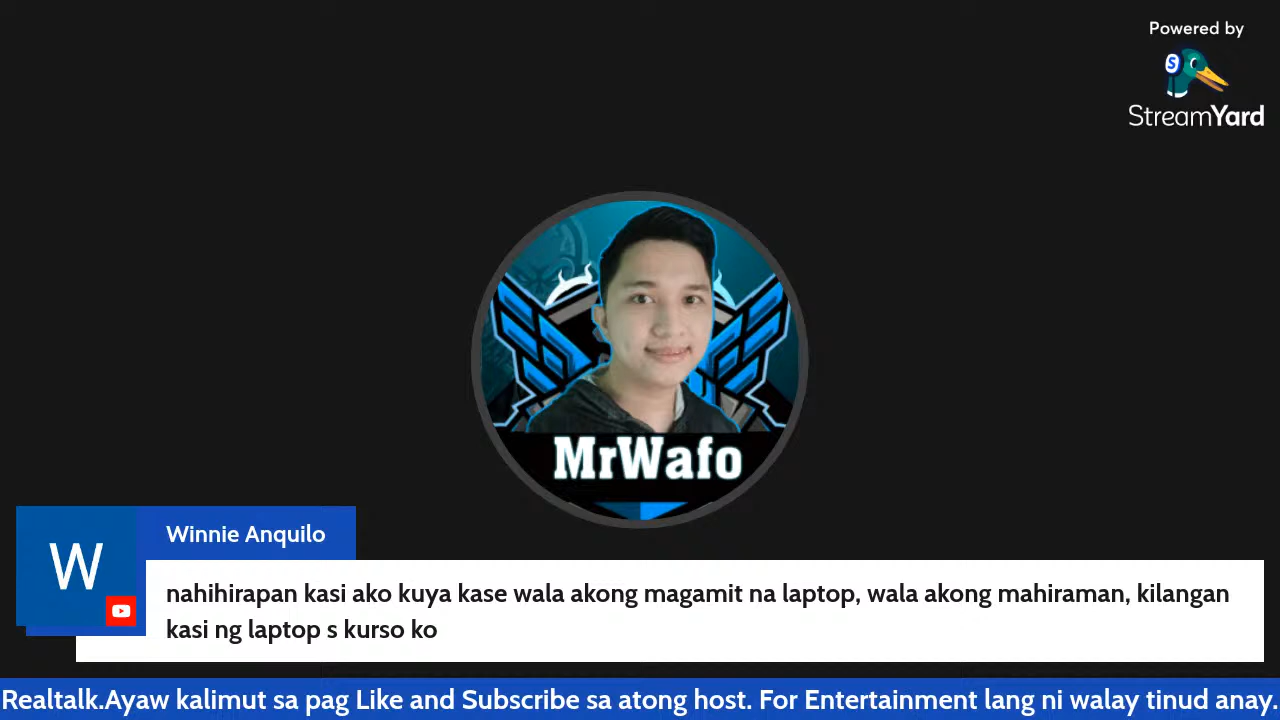 Powered by
S
StreamYard
MrWafo
W
Winnie Anquilo
nahihirapan kasi ako kuya kase wala akong magamit na laptop, wala akong mahiraman, kilangan
kasi ng laptop s kurso ko
Realtalk.Ayaw kalimut sa pag Like and Subscribe sa atong host. For Entertainment lang ni walay tinud anay.